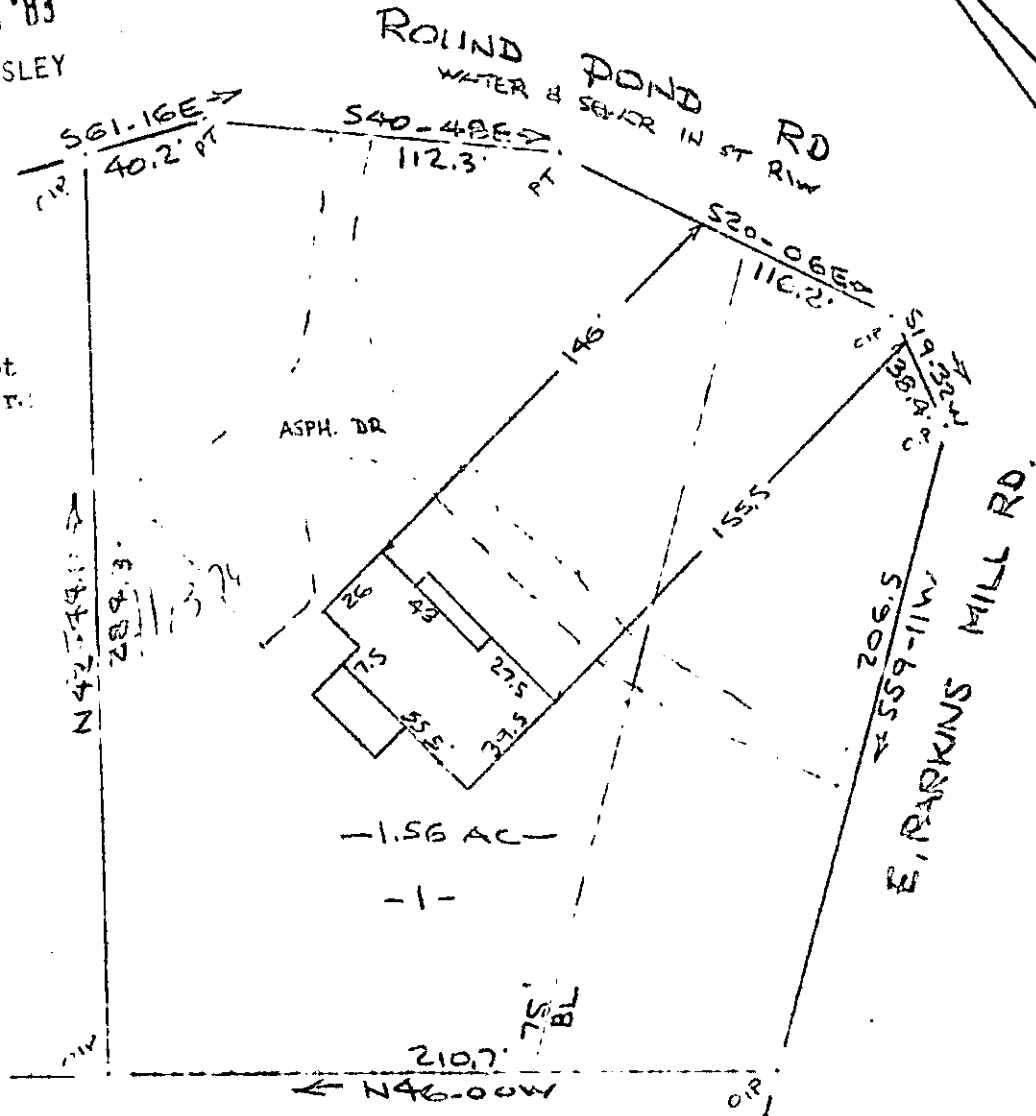 '83
SLEY
ROUND POND RD
WATER & SEWER IN ST R/W
S61-16E
40.2'
PT
S40-48E
112.3'
PT
S20-06E
116.2'
C.P.
S19-32W
38.4'
C.P.
146'
155.5
ASPH. DR
26
43
27.5
7.5
55.5'
39.5
206.5
S59-11W
E. PARKINS MILL RD.
-1.56 AC-
-1-
75'
BL
210.7'
N46-00W
O.P.